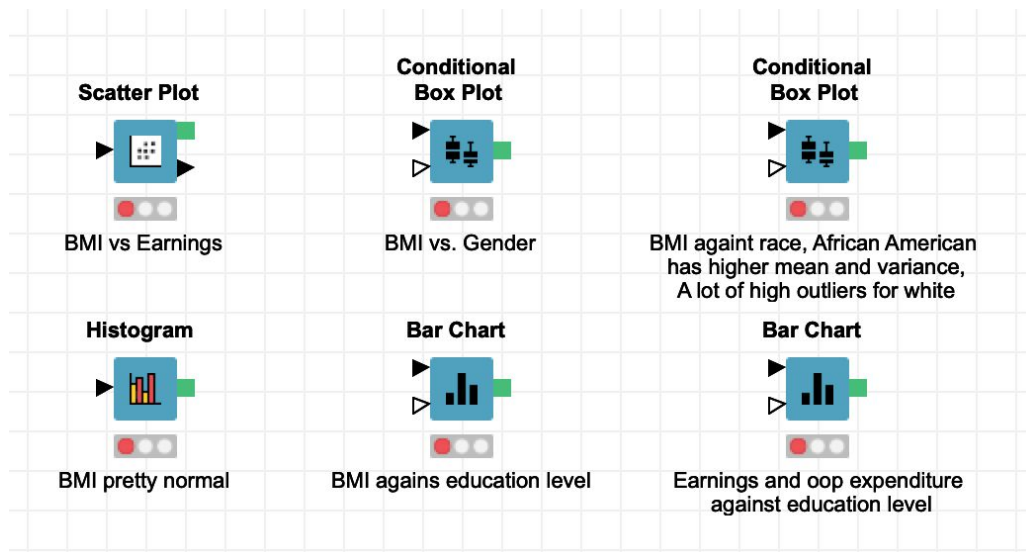 Scatter Plot
BMI vs Earnings
Conditional
Box Plot
BMI vs. Gender
Conditional
Box Plot
BMI againt race, African American
has higher mean and variance,
A lot of high outliers for white
Histogram
BMI pretty normal
Bar Chart
BMI agains education level
Bar Chart
Earnings and oop expenditure
against education level